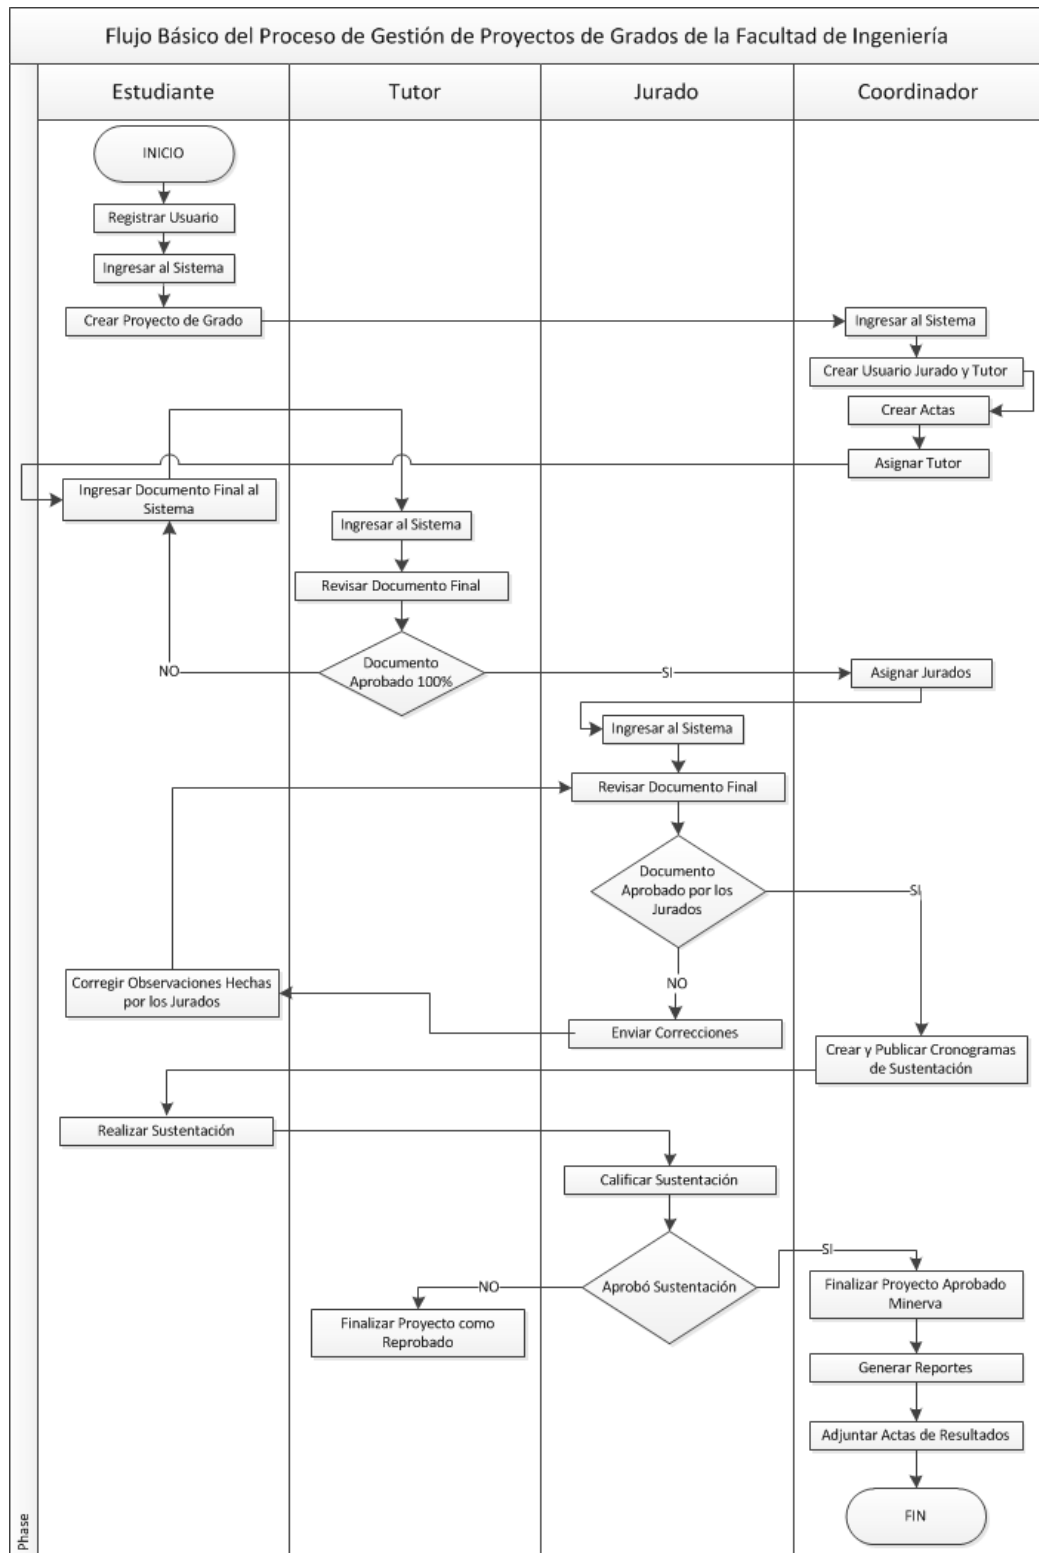 Flujo Básico del Proceso de Gestión de Proyectos de Grados de la Facultad de Ingeniería
Estudiante
Tutor
Jurado
Coordinador
INICIO
Registrar Usuario
Ingresar al Sistema
Crear Proyecto de Grado
Ingresar al Sistema
Crear Usuario Jurado y Tutor
Crear Actas
Asignar Tutor
Ingresar Documento Final al
Sistema
Ingresar al Sistema
Revisar Documento Final
Documento
Aprobado 100%
NO
SI
Asignar Jurados
Ingresar al Sistema
Revisar Documento Final
Documento
Aprobado por los
Jurados
SI
NO
Corregir Observaciones Hechas
por los Jurados
Enviar Correcciones
Crear y Publicar Cronogramas
de Sustentación
Realizar Sustentación
Calificar Sustentación
Aprobó Sustentación
SI
NO
Finalizar Proyecto Aprobado
Minerva
Finalizar Proyecto como
Reprobado
Generar Reportes
Adjuntar Actas de Resultados
FIN
Phase